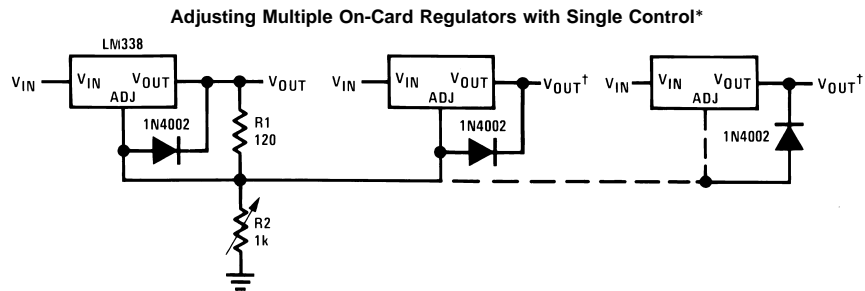 Adjusting Multiple On-Card Regulators with Single Control*
LM338
VIN
VIN VOUT
ADJ
VOUT
1N4002
R1
120
R2
1k
VIN
VIN VOUT
ADJ
VOUT†
1N4002
VIN
VIN VOUT
ADJ
VOUT†
1N4002